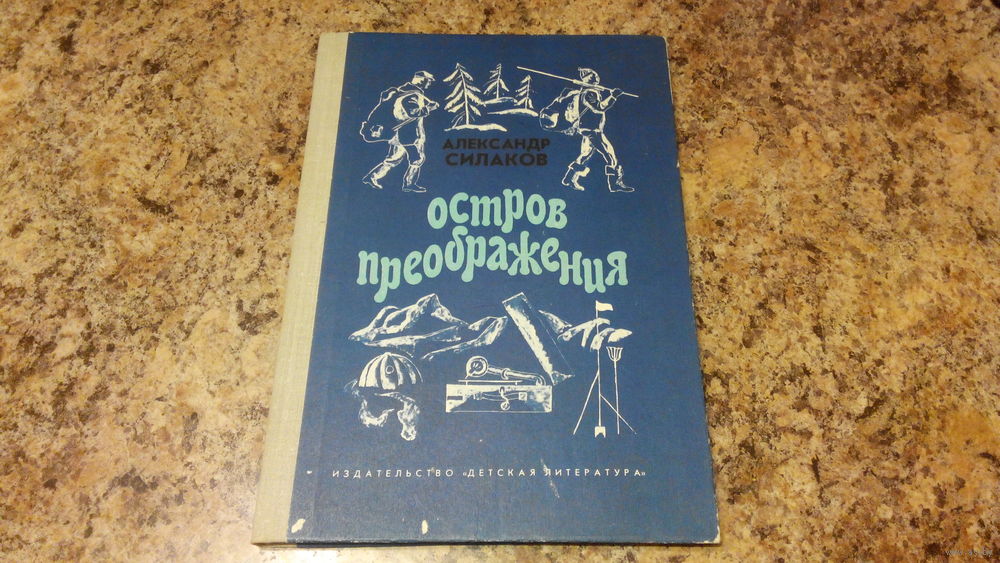 АЛЕКСАНДР
СИЛАКОВ
остров
преображения
ИЗДАТЕЛЬСТВО «ДЕТСКАЯ ЛИТЕРАТУРА»